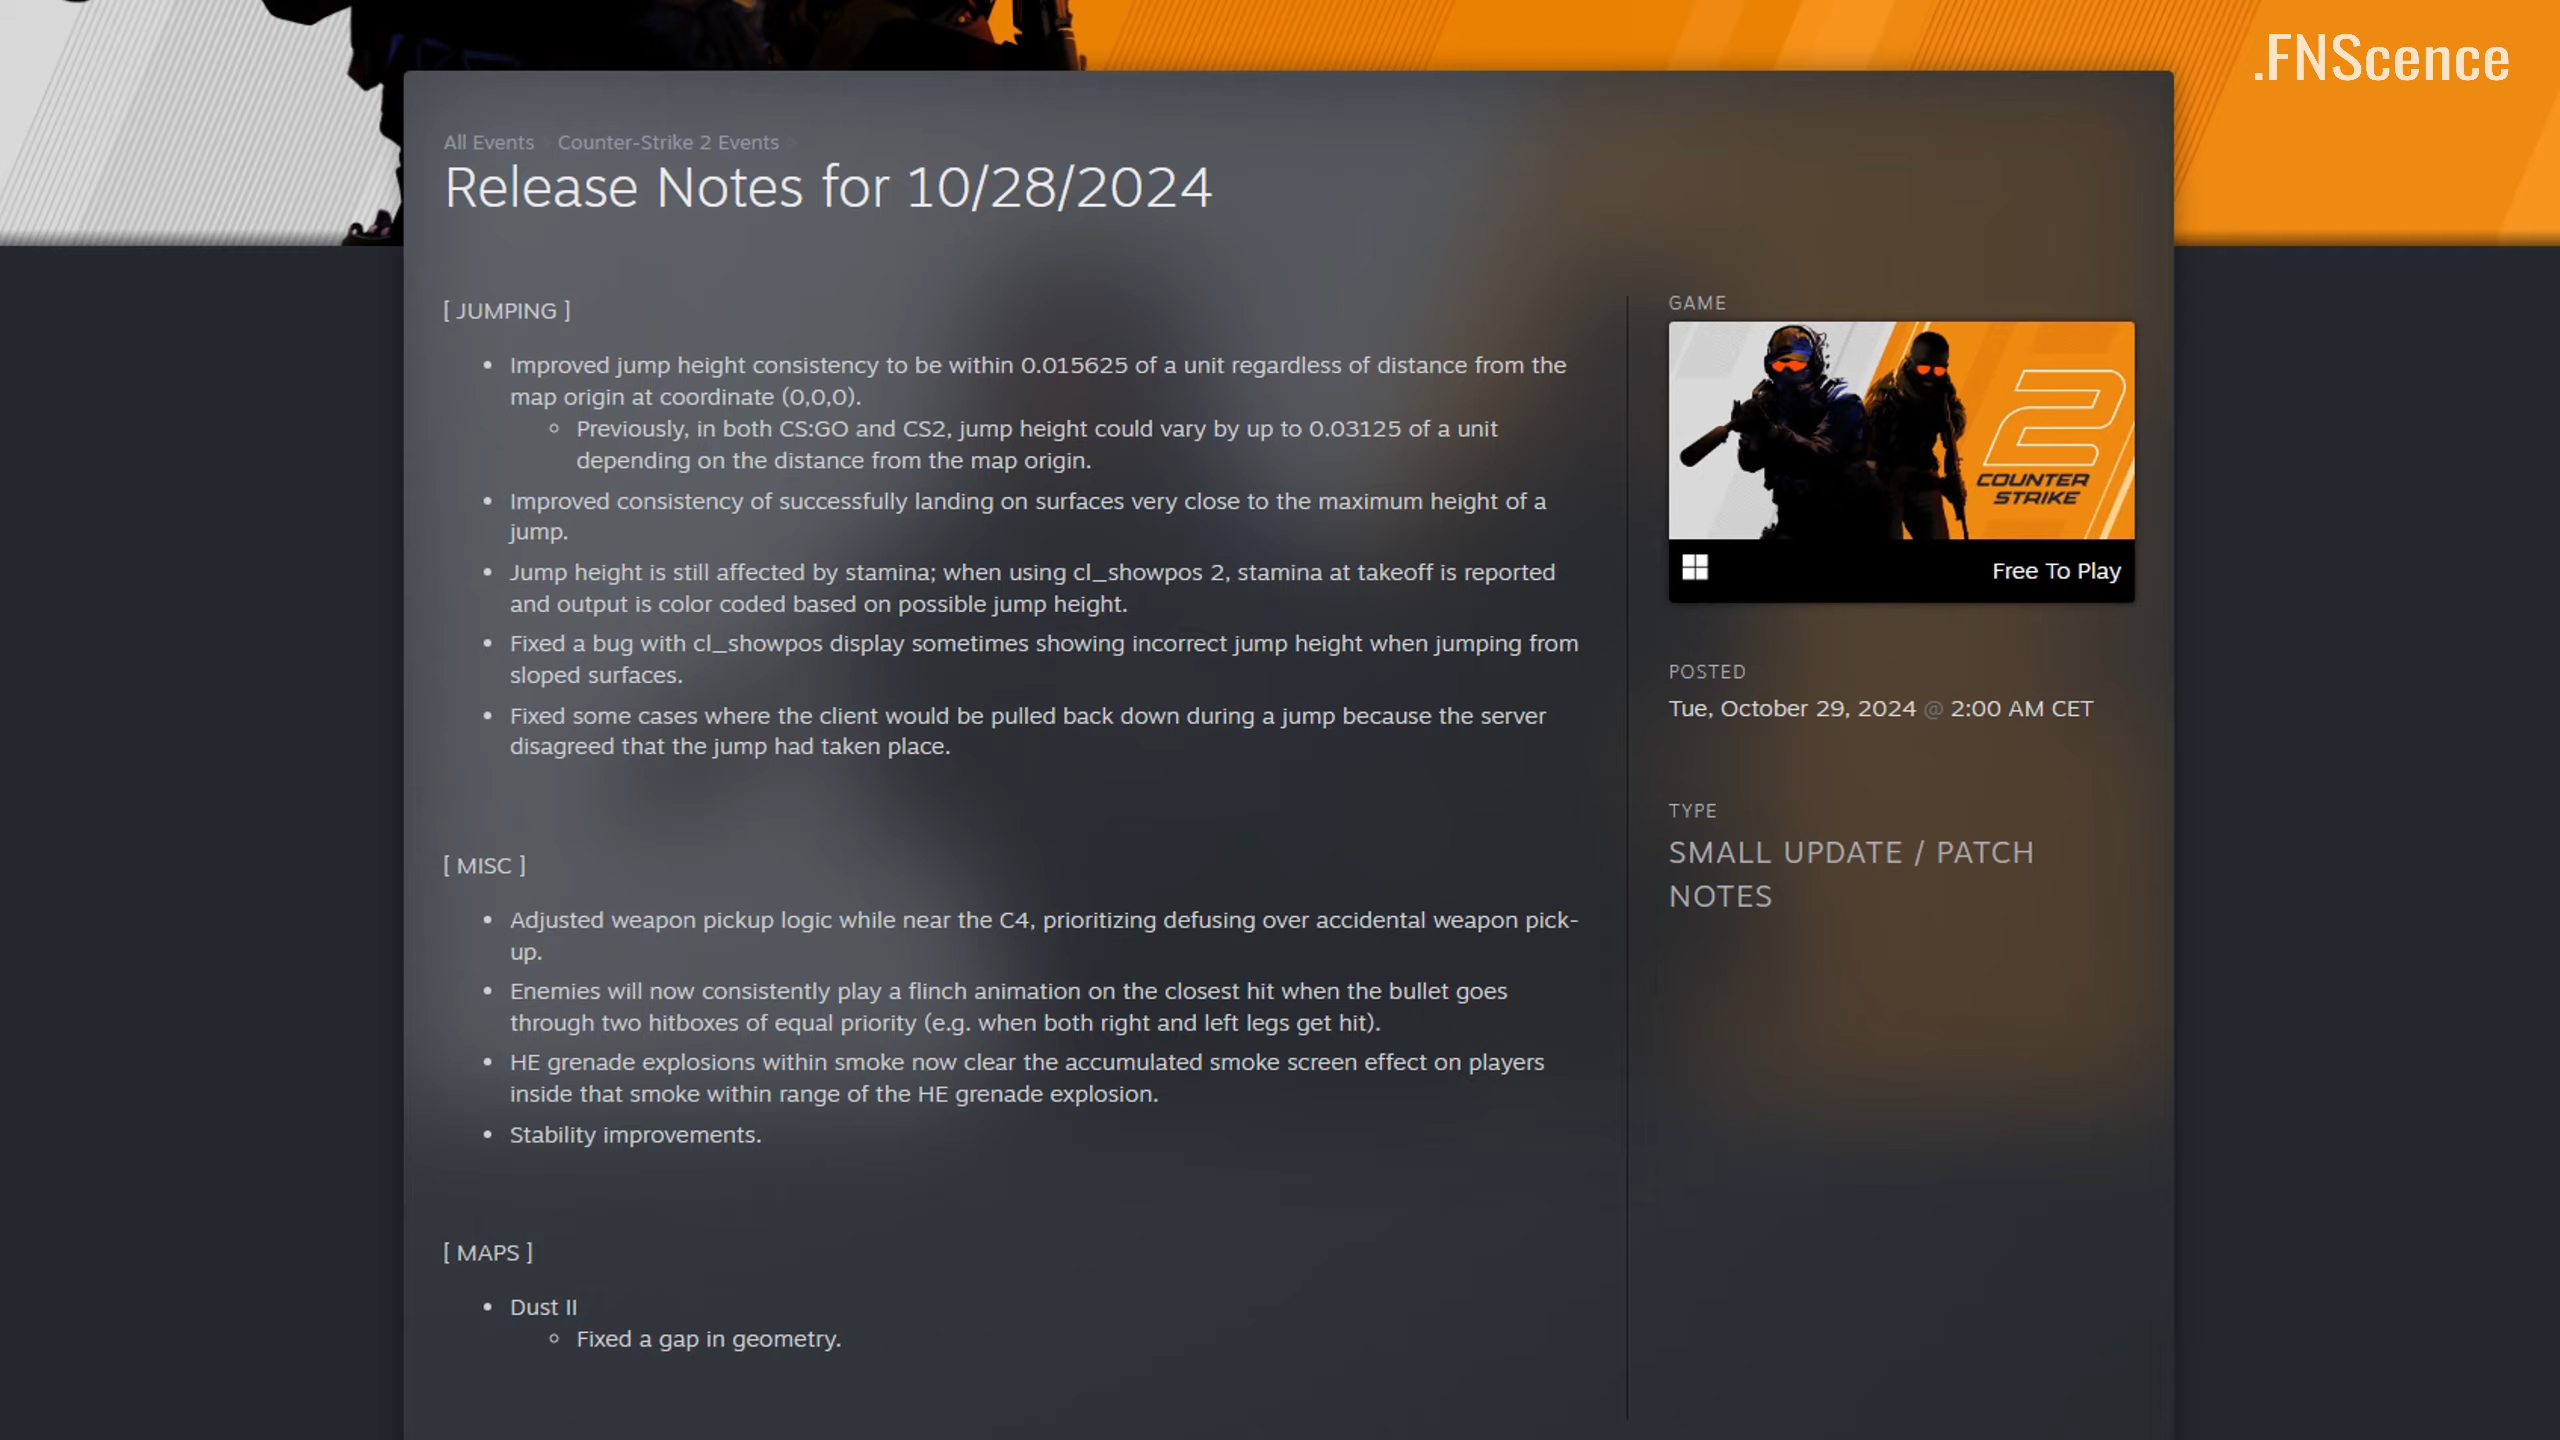 .FNScence
All Events > Counter-Strike 2 Events >
Release Notes for 10/28/2024
[ JUMPING ]
• Improved jump height consistency to be within 0.015625 of a unit regardless of distance from the
map origin at coordinate (0,0,0).
◦ Previously, in both CS:GO and CS2, jump height could vary by up to 0.03125 of a unit
depending on the distance from the map origin.
• Improved consistency of successfully landing on surfaces very close to the maximum height of a
jump.
• Jump height is still affected by stamina; when using cl_showpos 2, stamina at takeoff is reported
and output is color coded based on possible jump height.
• Fixed a bug with cl_showpos display sometimes showing incorrect jump height when jumping from
sloped surfaces.
• Fixed some cases where the client would be pulled back down during a jump because the server
disagreed that the jump had taken place.
[ MISC ]
• Adjusted weapon pickup logic while near the C4, prioritizing defusing over accidental weapon pick-
up.
• Enemies will now consistently play a flinch animation on the closest hit when the bullet goes
through two hitboxes of equal priority (e.g. when both right and left legs get hit).
• HE grenade explosions within smoke now clear the accumulated smoke screen effect on players
inside that smoke within range of the HE grenade explosion.
• Stability improvements.
[ MAPS ]
• Dust II
◦ Fixed a gap in geometry.
GAME
2
COUNTER
STRIKE
Free To Play
POSTED
Tue, October 29, 2024 @ 2:00 AM CET
TYPE
SMALL UPDATE / PATCH
NOTES